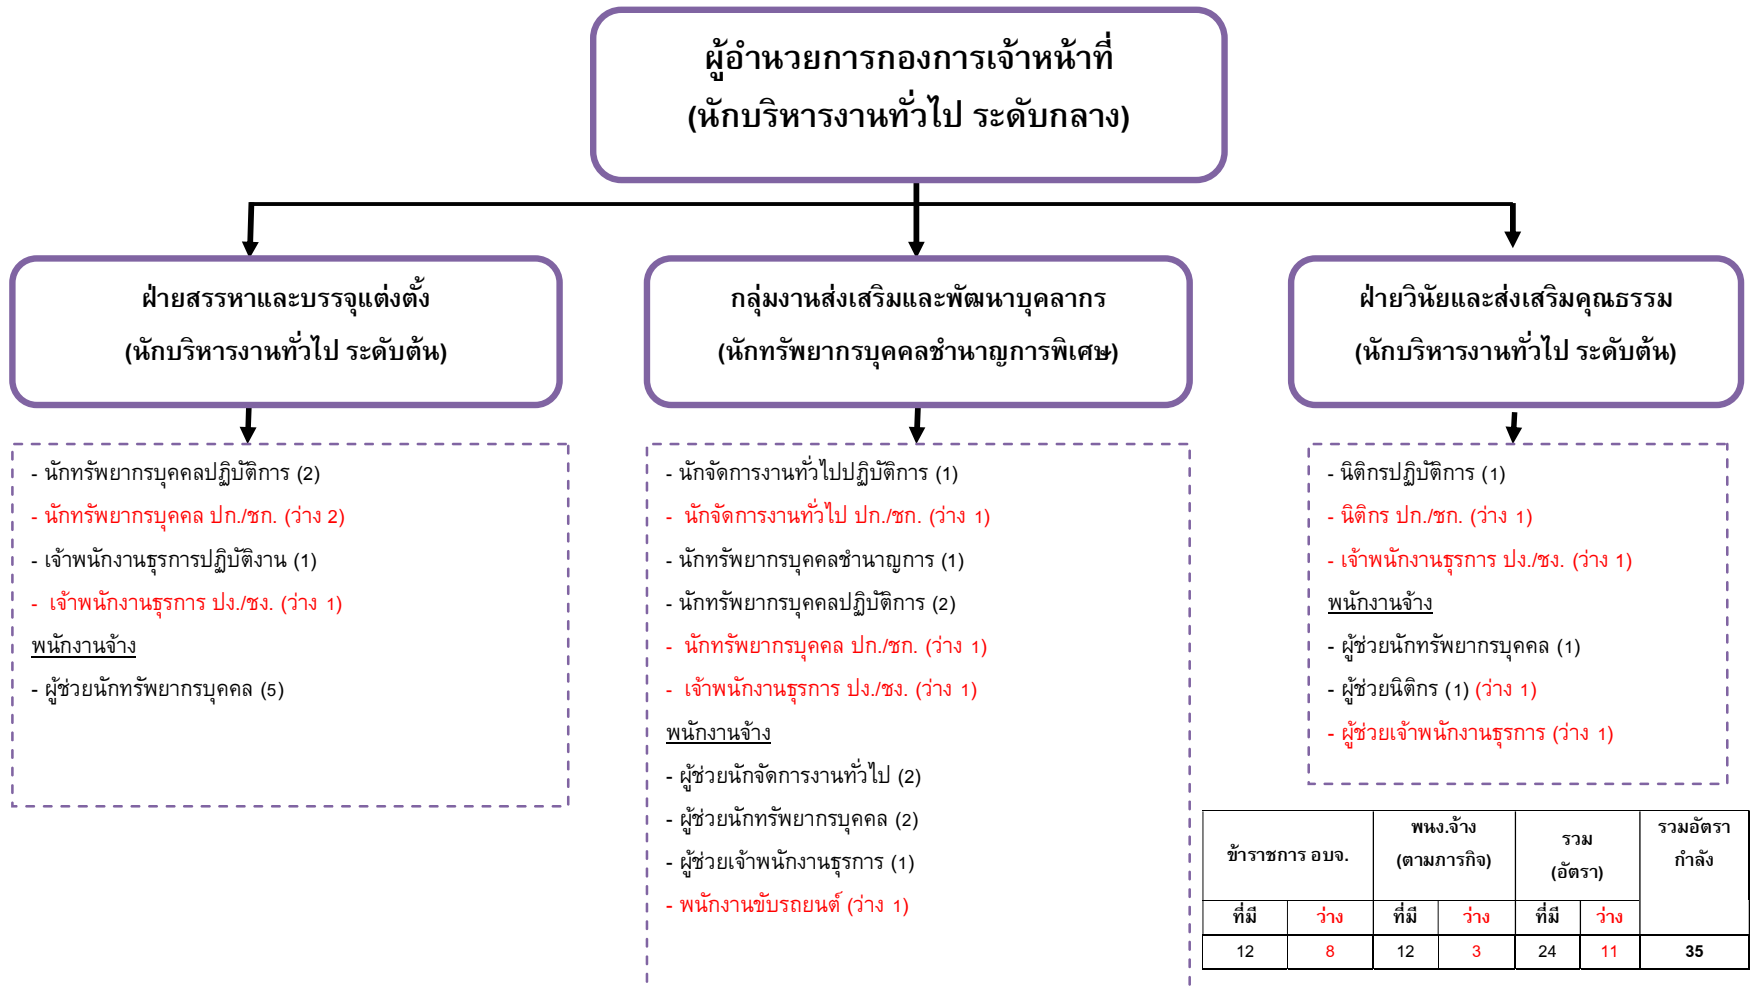 ผู้อำนวยการกองการเจ้าหน้าที่
(นักบริหารงานทั่วไป ระดับกลาง)
ฝ่ายสรรหาและบรรจุแต่งตั้ง
(นักบริหารงานทั่วไป ระดับต้น)
- นักทรัพยากรบุคคลปฏิบัติการ (2)
- นักทรัพยากรบุคคล ปก./ชก. (ว่าง 2)
- เจ้าพนักงานธุรการปฏิบัติงาน (1)
- เจ้าพนักงานธุรการ ปง./ชง. (ว่าง 1)
พนักงานจ้าง
- ผู้ช่วยนักทรัพยากรบุคคล (5)
กลุ่มงานส่งเสริมและพัฒนาบุคลากร
(นักทรัพยากรบุคคลชำนาญการพิเศษ)
- นักจัดการงานทั่วไปปฏิบัติการ (1)
- นักจัดการงานทั่วไป ปก./ชก. (ว่าง 1)
- นักทรัพยากรบุคคลชำนาญการ (1)
- นักทรัพยากรบุคคลปฏิบัติการ (2)
- นักทรัพยากรบุคคล ปก./ชก. (ว่าง 1)
- เจ้าพนักงานธุรการ ปง./ชง. (ว่าง 1)
พนักงานจ้าง
- ผู้ช่วยนักจัดการงานทั่วไป (2)
- ผู้ช่วยนักทรัพยากรบุคคล (2)
- ผู้ช่วยเจ้าพนักงานธุรการ (1)
- พนักงานขับรถยนต์ (ว่าง 1)
ฝ่ายวินัยและส่งเสริมคุณธรรม
(นักบริหารงานทั่วไป ระดับต้น)
- นิติกรปฏิบัติการ (1)
- นิติกร ปก./ชก. (ว่าง 1)
- เจ้าพนักงานธุรการ ปง./ชง. (ว่าง 1)
พนักงานจ้าง
- ผู้ช่วยนักทรัพยากรบุคคล (1)
- ผู้ช่วยนิติกร (1) (ว่าง 1)
- ผู้ช่วยเจ้าพนักงานธุรการ (ว่าง 1)
ข้าราชการ อบจ.
พนง.จ้าง
(ตามภารกิจ)
รวม
(อัตรา)
รวมอัตรา
กำลัง
ที่มี ว่าง ที่มี ว่าง ที่มี ว่าง
12 8 12 3 24 11 35